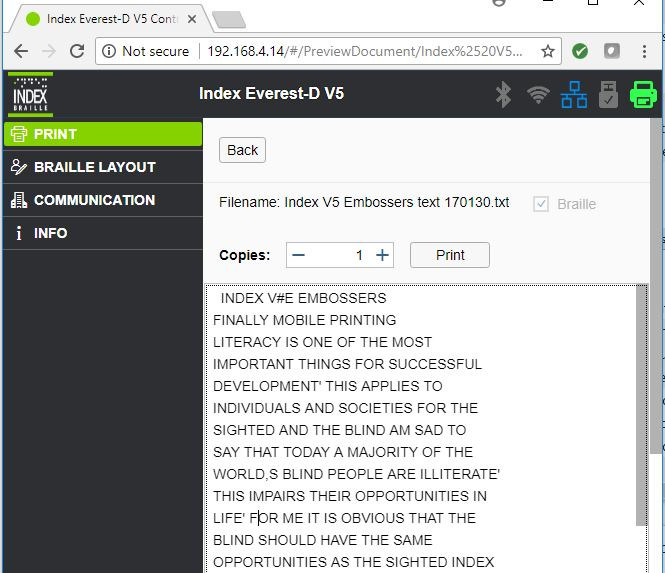 Index Everest-D V5 Contr
Not secure
192.168.4.14/#/PreviewDocument/Index%2520V5...
INDEX
BRAILLE
Index Everest-D V5
PRINT
BRAILLE LAYOUT
COMMUNICATION
INFO
Back
Filename: Index V5 Embossers text 170130.txt
Braille
Copies:
1
Print
INDEX V#E EMBOSSERS
FINALLY MOBILE PRINTING
LITERACY IS ONE OF THE MOST
IMPORTANT THINGS FOR SUCCESSFUL
DEVELOPMENT' THIS APPLIES TO
INDIVIDUALS AND SOCIETIES FOR THE
SIGHTED AND THE BLIND AM SAD TO
SAY THAT TODAY A MAJORITY OF THE
WORLD,S BLIND PEOPLE ARE ILLITERATE'
THIS IMPAIRS THEIR OPPORTUNITIES IN
LIFE' FOR ME IT IS OBVIOUS THAT THE
BLIND SHOULD HAVE THE SAME
OPPORTUNITIES AS THE SIGHTED INDEX